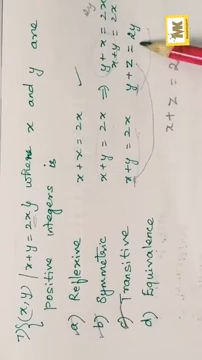 7) {(x,y) | x+y = 2x} where x and y are
positive integers is
a) Reflexive x + x = 2x ✓
b) Symmetric x+y = 2x ⇒ y + x = 2x
2y
x+y = 2x
c) Transitive x+y = 2x y + z = 2y
x + z = 2
d) Equivalence